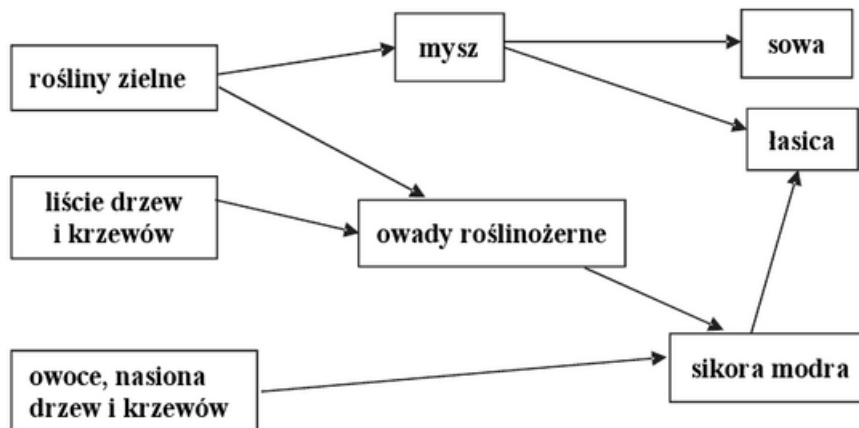 mysz
sowa
rośliny zielne
łasica
liście drzew
i krzewów
owady roślinożerne
sikora modra
owoce, nasiona
drzew i krzewów